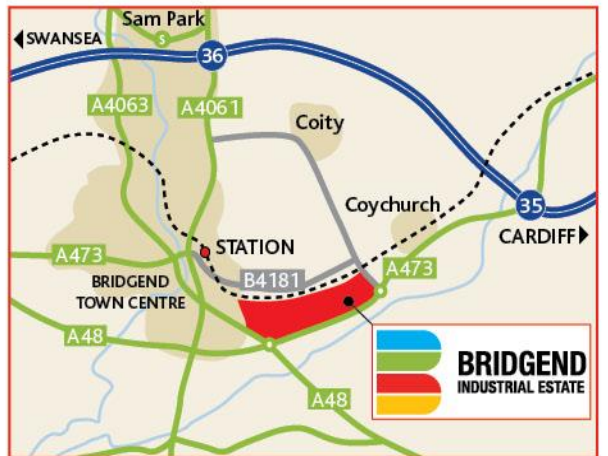 Sam Park
S
SWANSEA
36
A4063
A4061
Coity
Coychurch
35
CARDIFF
A473
STATION
A473
B4181
BRIDGEND
TOWN CENTRE
A48
A48
BRIDGEND
INDUSTRIAL ESTATE